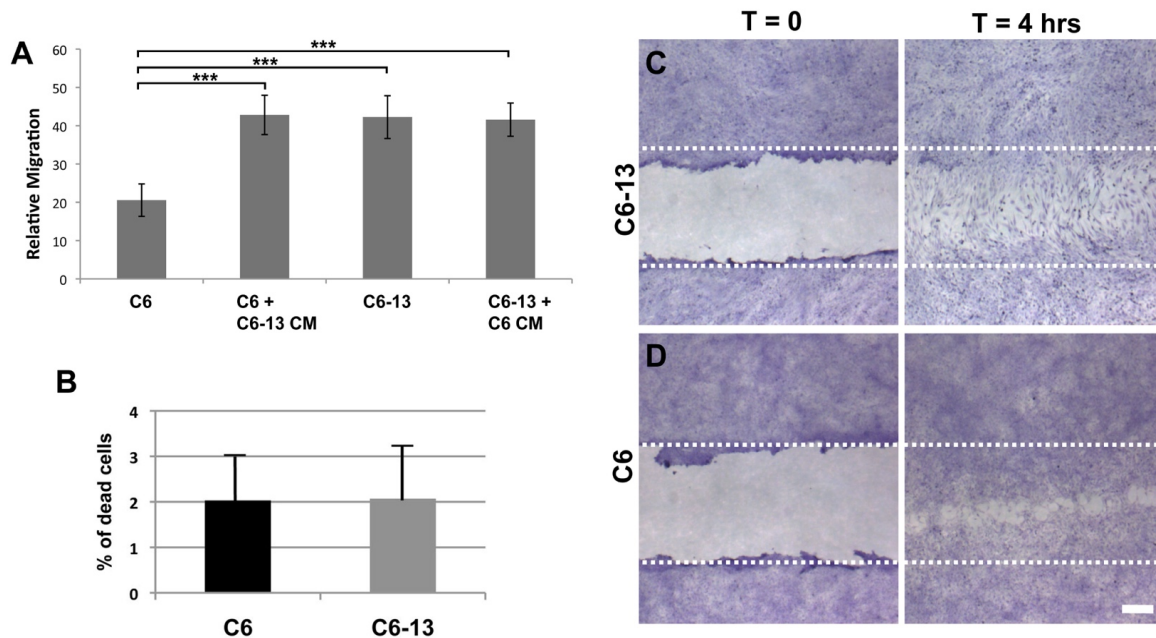 A
60
50
40
30
20
10
0
Relative Migration
***
***
***
C6
C6 +
C6-13 CM
C6-13
C6-13 +
C6 CM
B
4
3
2
1
0
% of dead cells
C6
C6-13
T = 0
T = 4 hrs
C
C6-13
D
C6